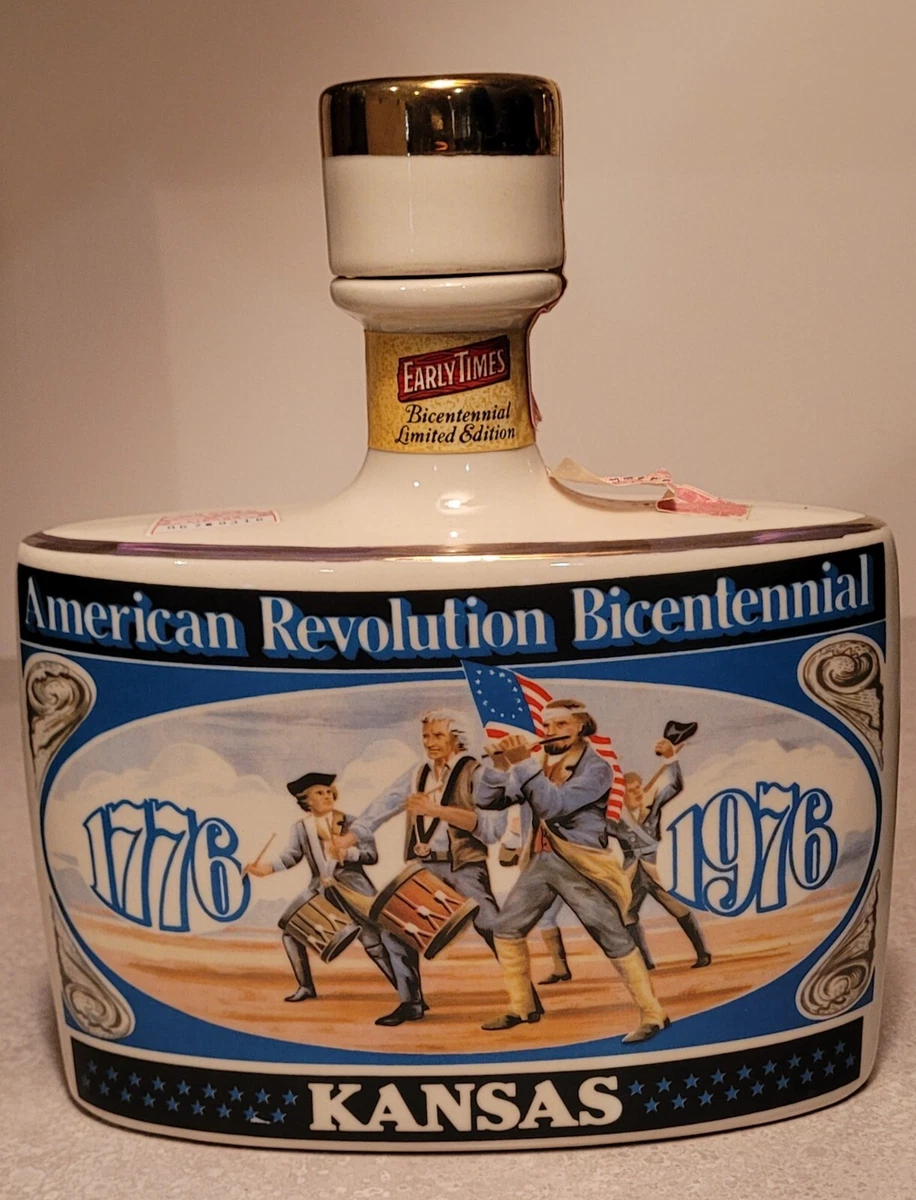 EARLY TIMES
Bicentennial
Limited Edition
American Revolution Bicentennial
1776
1976
KANSAS